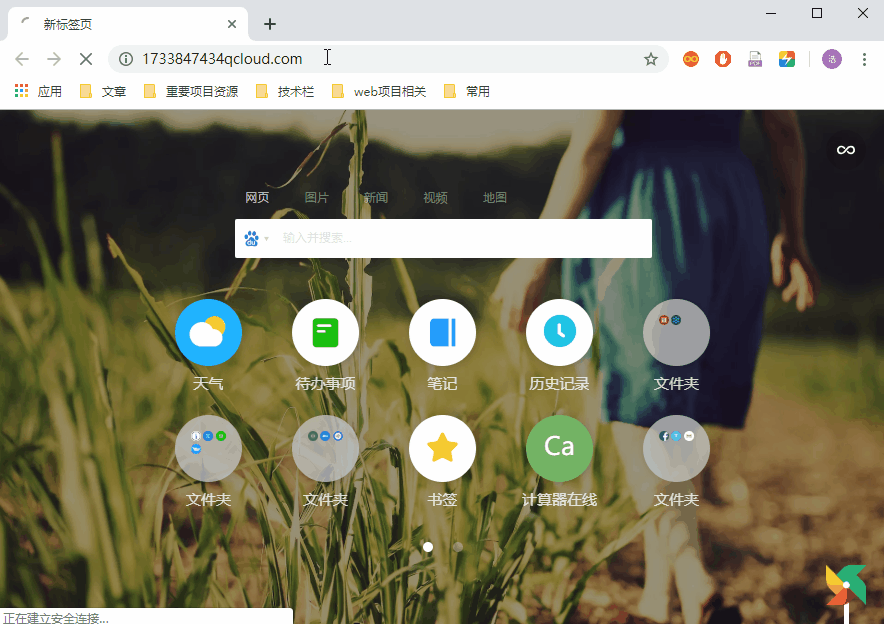 新标签页
1733847434qcloud.com
应用 文章 重要项目资源 技术栏 web项目相关 常用
网页 图片 新闻 视频 地图
输入并搜索...
天气 待办事项 笔记 历史记录 文件夹
Ca
文件夹 文件夹 书签 计算器在线 文件夹
正在建立安全连接...